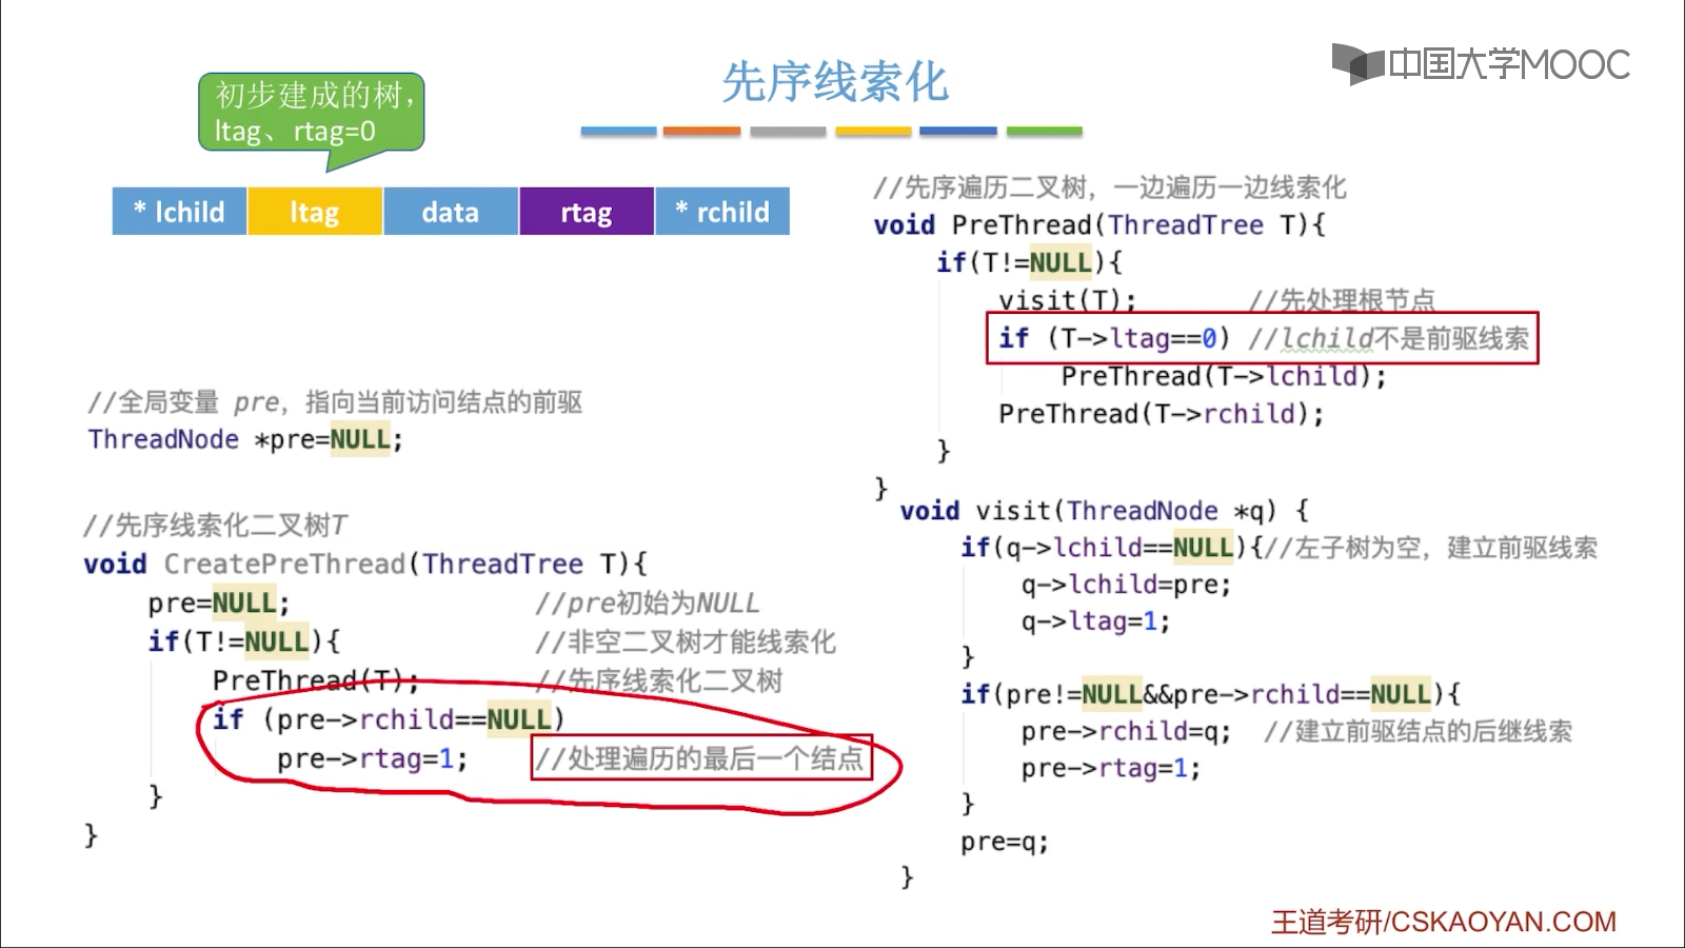 中国大学MOOC
先序线索化
初步建成的树，
ltag、rtag=0
* lchild ltag data rtag * rchild
//全局变量 pre，指向当前访问结点的前驱
ThreadNode *pre=NULL;
//先序线索化二叉树T
void CreatePreThread(ThreadTree T){
pre=NULL; //pre初始为NULL
if(T!=NULL){ //非空二叉树才能线索化
PreThread(T); //先序线索化二叉树
if (pre->rchild==NULL)
pre->rtag=1; //处理遍历的最后一个结点
}
}
//先序遍历二叉树，一边遍历一边线索化
void PreThread(ThreadTree T){
if(T!=NULL){
visit(T); //先处理根节点
if (T->ltag==0) //lchild不是前驱线索
PreThread(T->lchild);
PreThread(T->rchild);
}
}
void visit(ThreadNode *q) {
if(q->lchild==NULL){//左子树为空，建立前驱线索
q->lchild=pre;
q->ltag=1;
}
if(pre!=NULL&&pre->rchild==NULL){
pre->rchild=q; //建立前驱结点的后继线索
pre->rtag=1;
}
pre=q;
}
王道考研/CSKAOYAN.COM